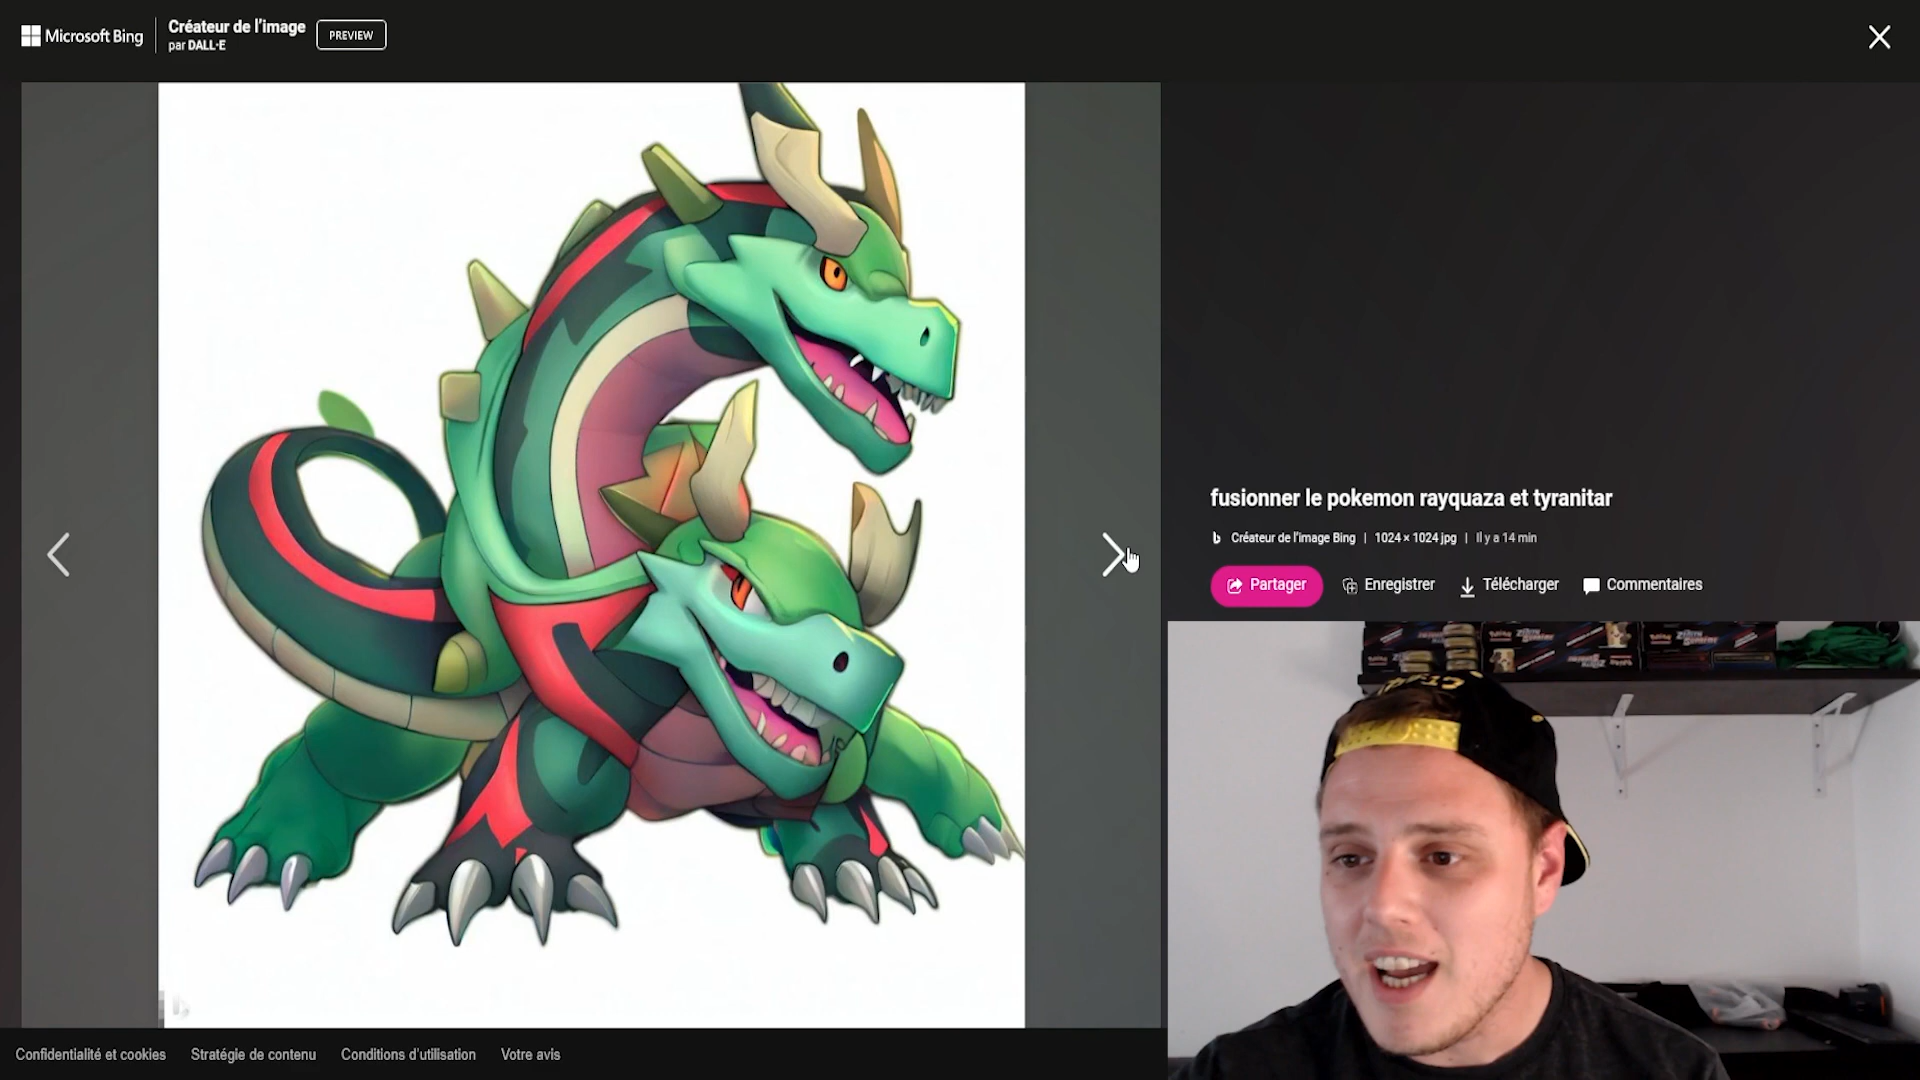 Microsoft Bing
Créateur de l'image
par DALL·E
PREVIEW
fusionner le pokemon rayquaza et tyranitar
Créateur de l'image Bing | 1024 × 1024 jpg | Il y a 14 min
Partager
Enregistrer
Télécharger
Commentaires
Confidentialité et cookies
Stratégie de contenu
Conditions d'utilisation
Votre avis